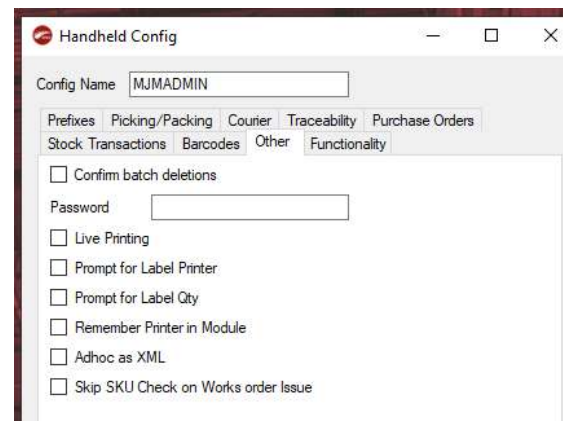 Handheld Config
Config Name MJMADMIN
Prefixes Picking/Packing Courier Traceability Purchase Orders
Stock Transactions Barcodes Other Functionality
Confirm batch deletions
Password
Live Printing
Prompt for Label Printer
Prompt for Label Qty
Remember Printer in Module
Adhoc as XML
Skip SKU Check on Works order Issue